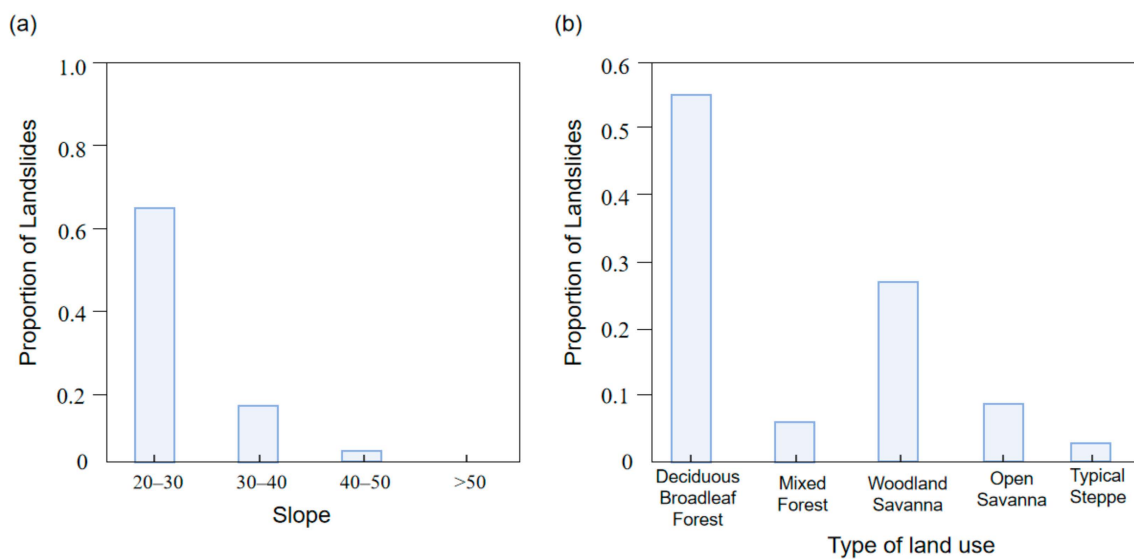 (a)
Proportion of Landslides
1.0
0.8
0.6
0.4
0.2
0
20–30
30–40
40–50
>50
Slope
(b)
Proportion of Landslides
0.6
0.5
0.4
0.3
0.2
0.1
0
Deciduous
Broadleaf
Forest
Mixed
Forest
Woodland
Savanna
Open
Savanna
Typical
Steppe
Type of land use